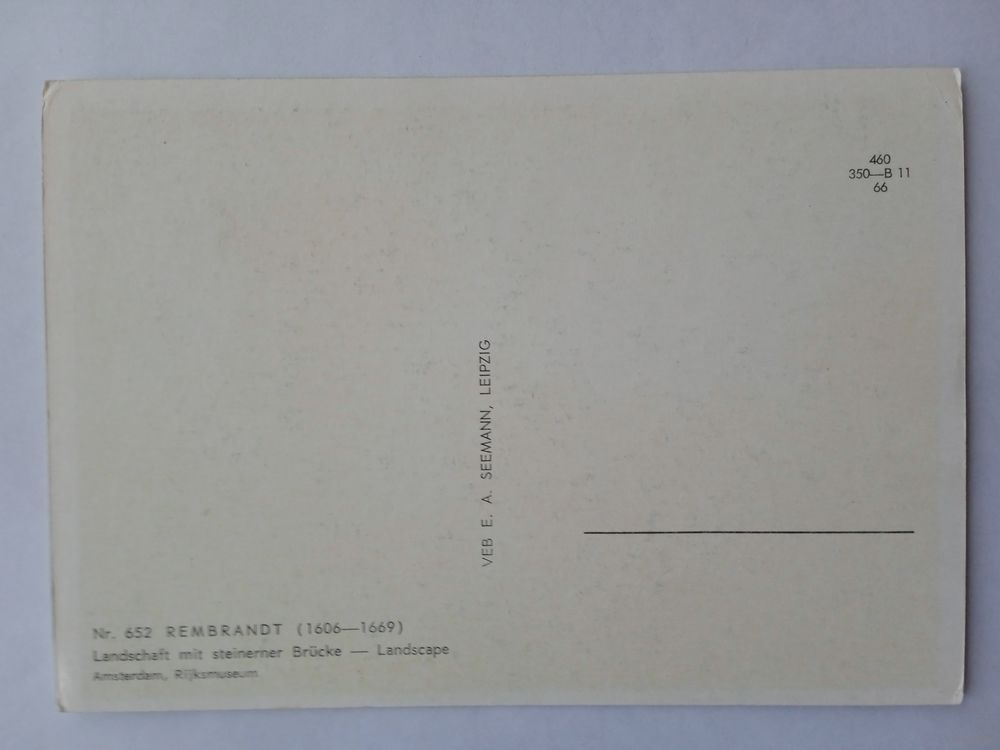 460
350—B 11
66
VEB E. A. SEEMANN, LEIPZIG
Nr. 652 REMBRANDT (1606—1669)
Landschaft mit steinerner Brücke — Landscape
Amsterdam, Rijksmuseum